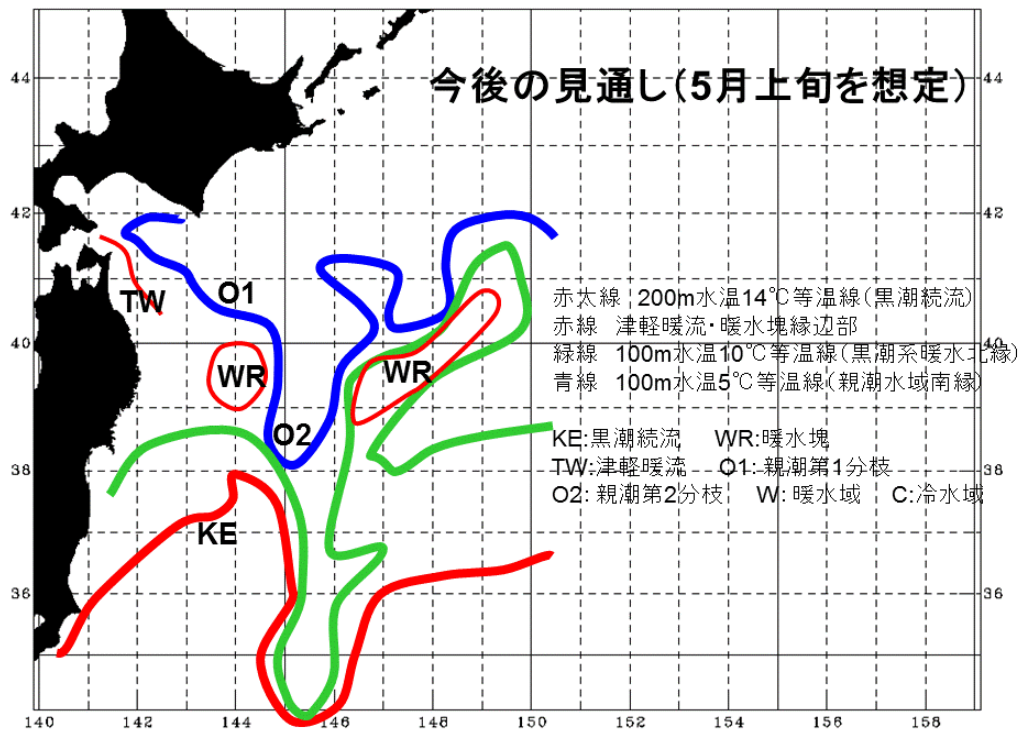 今後の見通し(5月上旬を想定)
44
44
42
42
TW
O1
赤太線 200m水温14℃等温線(黒潮続流)
赤線 津軽暖流・暖水塊縁辺部
40
緑線 100m水温10℃等温線(黒潮系暖水北縁)
40
WR
WR
青線 100m水温5℃等温線(親潮水域南縁)
O2
KE:黒潮続流 WR:暖水塊
38
TW:津軽暖流 O1:親潮第1分枝
38
O2:親潮第2分枝 W:暖水域 C:冷水域
KE
36
36
140 142 144 146 148 150 152 154 156 158